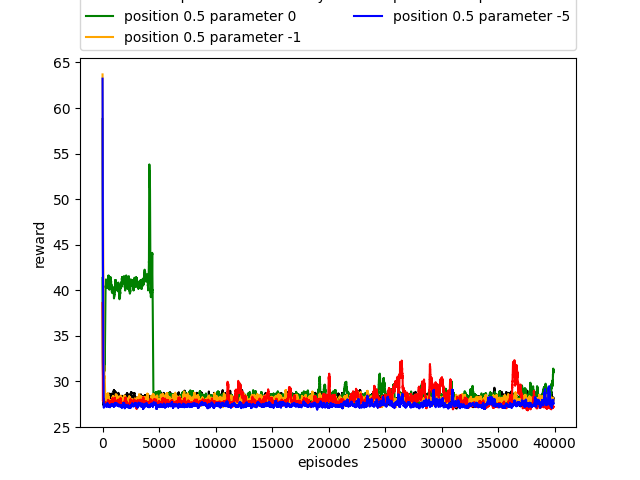 position 0.5 parameter 0
position 0.5 parameter -5
position 0.5 parameter -1
65
60
55
50
45
40
35
30
25
reward
0 5000 10000 15000 20000 25000 30000 35000 40000
episodes